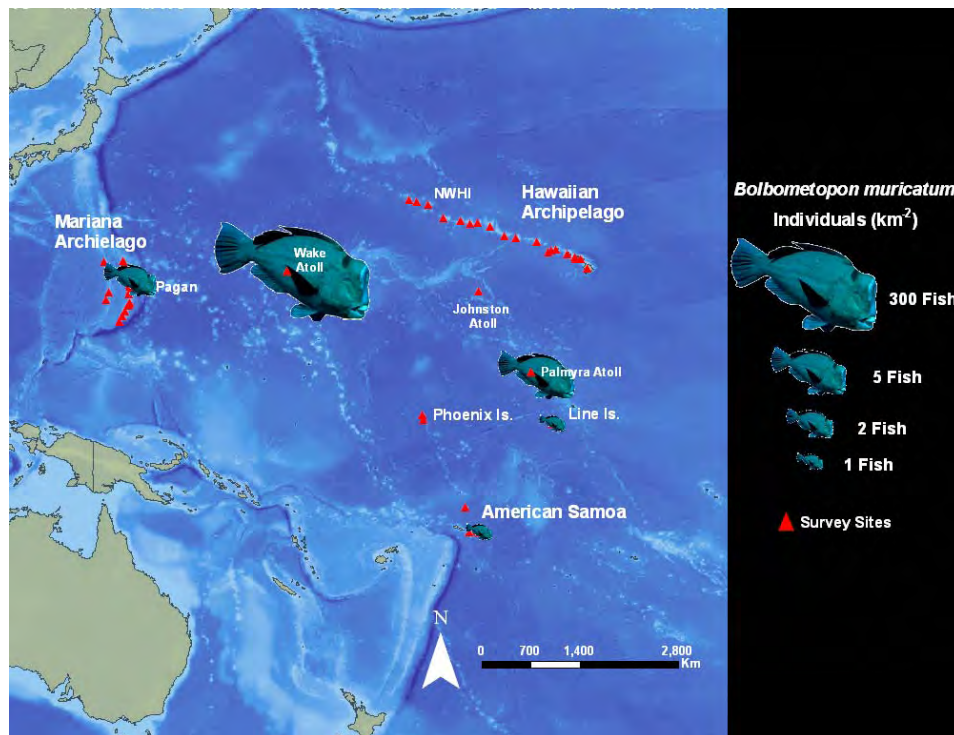 NWHI
Hawaiian
Archipelago
Mariana
Archielago
Wake
Atoll
Pagan
Johnston
Atoll
Palmyra Atoll
Phoenix Is.
Line Is.
American Samoa
N
0 700 1,400 2,800
Km
Bolbometopon muricatum
Individuals (km²)
300 Fish
5 Fish
2 Fish
1 Fish
Survey Sites